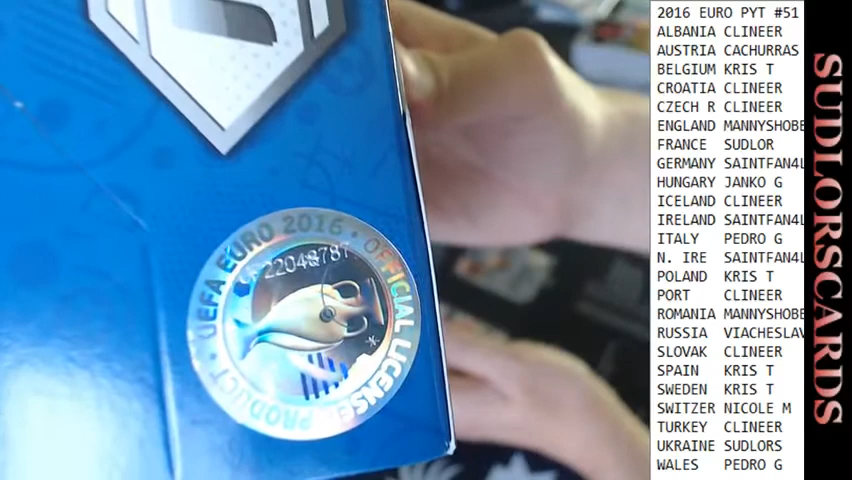 UEFA EURO 2016 • OFFICIAL LICENSED PRODUCT •
22048787
2016 EURO PYT #51
ALBANIA CLINEER
AUSTRIA CACHURRAS
BELGIUM KRIS T
CROATIA CLINEER
CZECH R CLINEER
ENGLAND MANNYSHOBE
FRANCE SUDLOR
GERMANY SAINTFAN4L
HUNGARY JANKO G
ICELAND CLINEER
IRELAND SAINTFAN4L
ITALY PEDRO G
N. IRE SAINTFAN4L
POLAND KRIS T
PORT CLINEER
ROMANIA MANNYSHOBE
RUSSIA VIACHESLAV
SLOVAK CLINEER
SPAIN KRIS T
SWEDEN KRIS T
SWITZER NICOLE M
TURKEY CLINEER
UKRAINE SUDLORS
WALES PEDRO G
SUDLORSCARDS